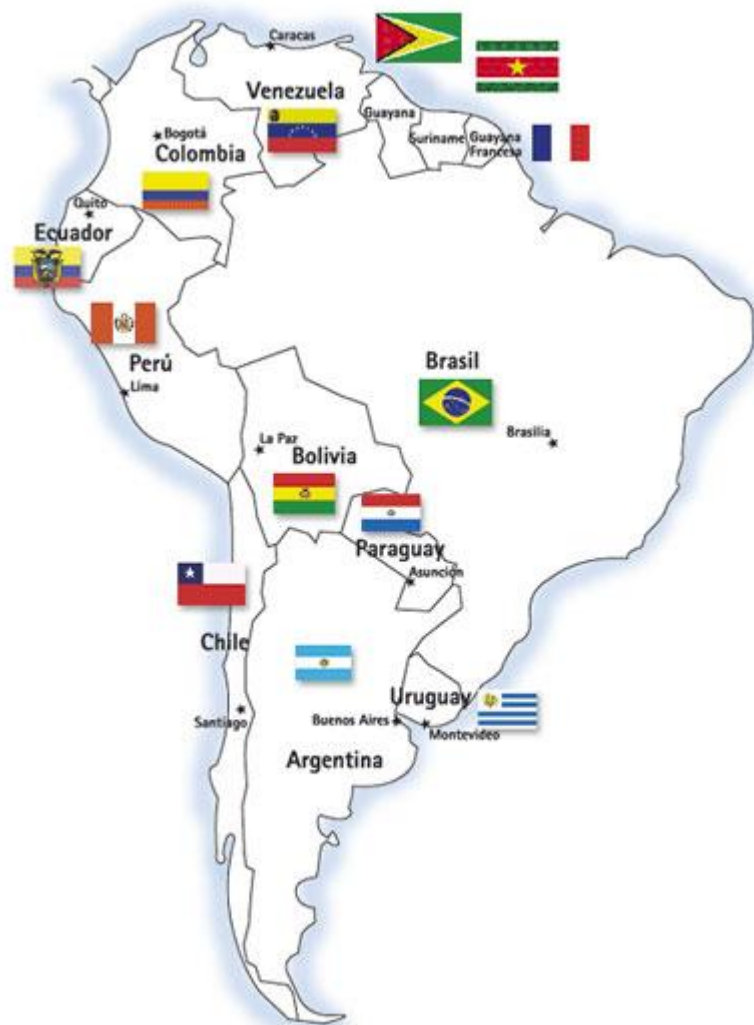 Caracas
Venezuela
Guayana
Suriname
Guayana
Francesa
Bogotá
Colombia
Quito
Ecuador
Perú
Lima
Brasil
Brasilia
La Paz
Bolivia
Paraguay
Asunción
Chile
Santiago
Uruguay
Buenos Aires
Montevideo
Argentina